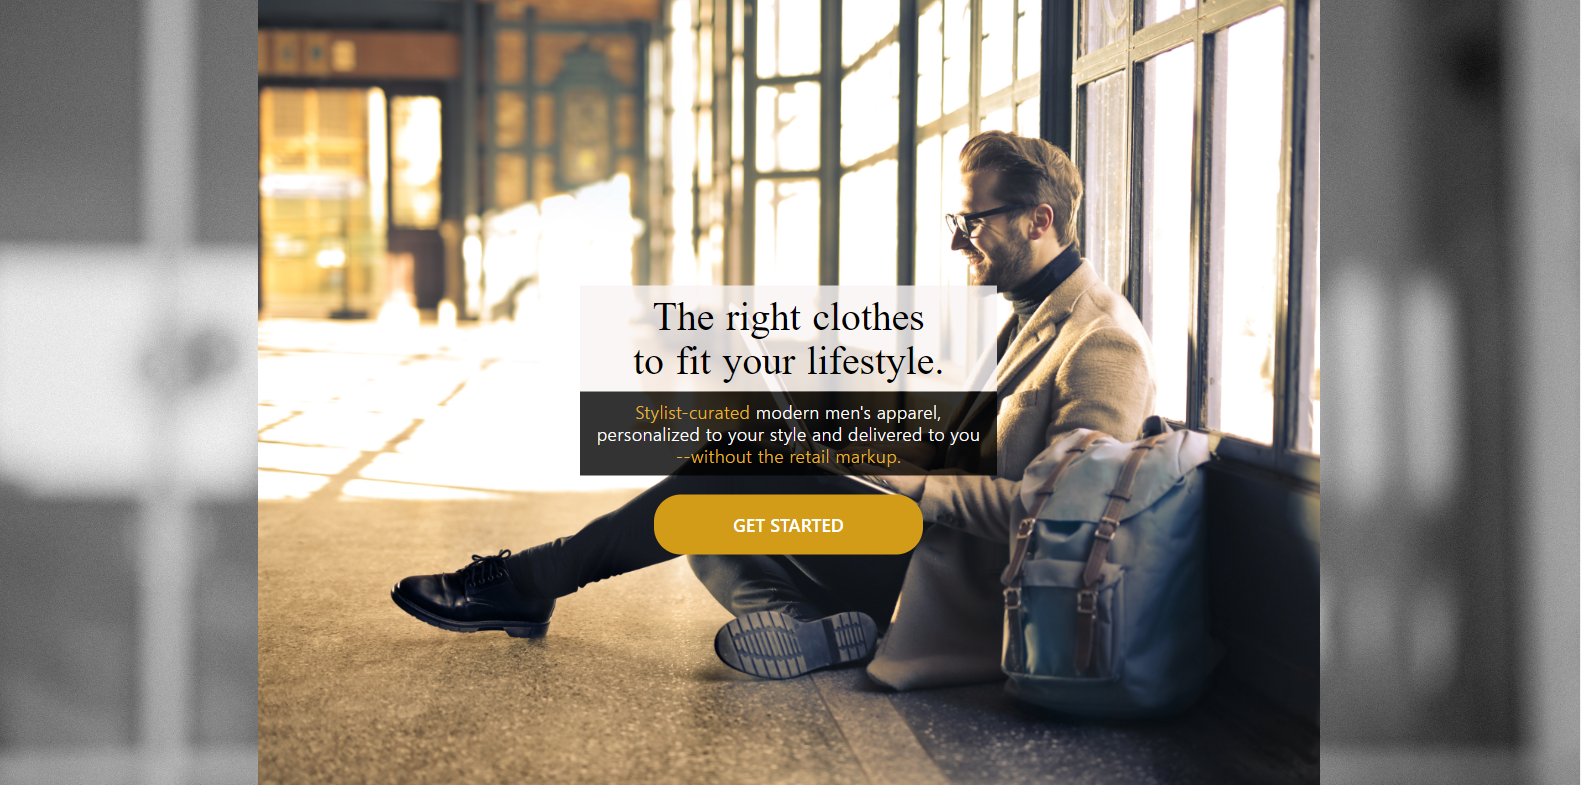 The right clothes
to fit your lifestyle.
Stylist-curated modern men's apparel,
personalized to your style and delivered to you
--without the retail markup.
GET STARTED